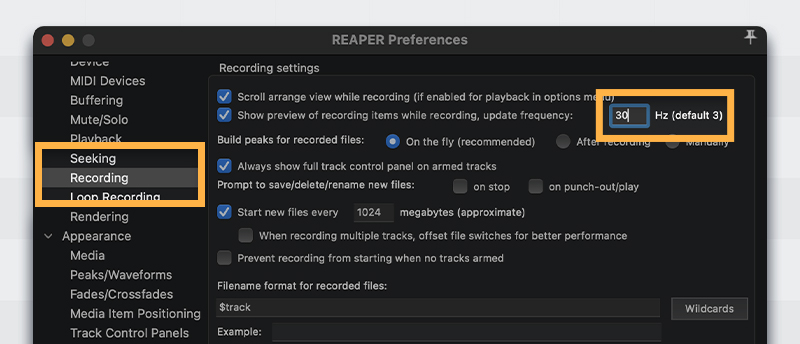 REAPER Preferences
Device
MIDI Devices
Buffering
Mute/Solo
Playback
Seeking
Recording
Loop Recording
Rendering
Appearance
Media
Peaks/Waveforms
Fades/Crossfades
Media Item Positioning
Track Control Panels
Recording settings
Scroll arrange view while recording (if enabled for playback in options menu)
Show preview of recording items while recording, update frequency: 30 Hz (default 3)
Build peaks for recorded files: On the fly (recommended) After recording Manually
Always show full track control panel on armed tracks
Prompt to save/delete/rename new files: on stop on punch-out/play
Start new files every 1024 megabytes (approximate)
When recording multiple tracks, offset file switches for better performance
Prevent recording from starting when no tracks armed
Filename format for recorded files:
$track Wildcards
Example: